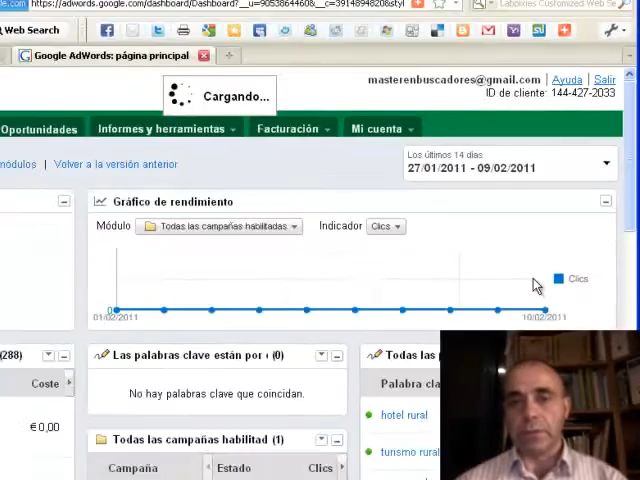 gle.com
https://adwords.google.com/dashboard/Dashboard?__u=9053864460&__c=3914894820&styl
Web Search
Google AdWords: página principal
Cargando...
masterenbuscadores@gmail.com | Ayuda | Salir
ID de cliente: 144-427-2033
Oportunidades
Informes y herramientas
Facturación
Mi cuenta
módulos | Volver a la versión anterior
Los últimos 14 días
27/01/2011 - 09/02/2011
Gráfico de rendimiento
Módulo
Todas las campañas habilitadas
Indicador
Clics
Clics
0
01/02/2011
10/02/2011
(288)
Las palabras clave están por (0)
Todas las
Coste
No hay palabras clave que coincidan.
Palabra cla
hotel rural
€0,00
Todas las campañas habilitad (1)
turismo rural
Campaña
Estado
Clics